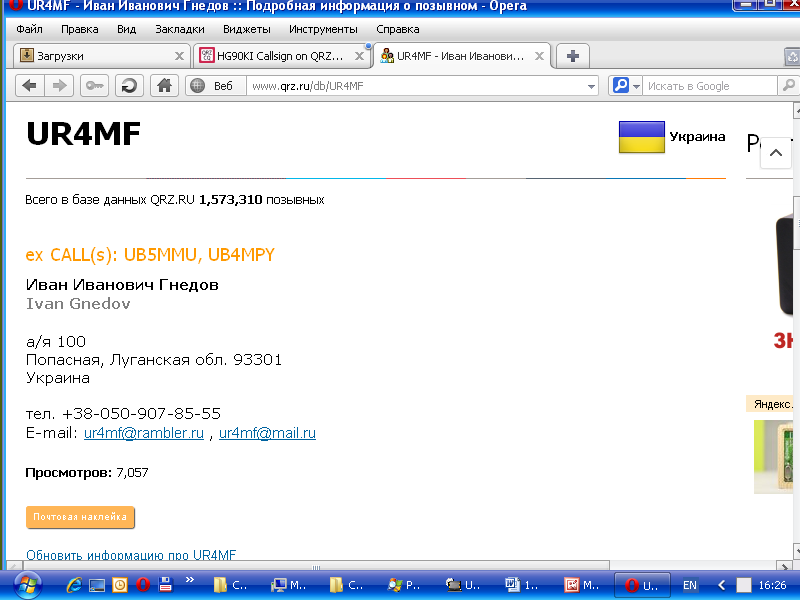 UR4MF - Иван Иванович Гнедов :: Подробная информация о позывном - Opera
Файл Правка Вид Закладки Виджеты Инструменты Справка
Загрузки
HG90KI Callsign on QRZ...
UR4MF - Иван Иванови...
Веб www.qrz.ru/db/UR4MF Искать в Google
UR4MF
Украина
Всего в базе данных QRZ.RU 1,573,310 позывных
ex CALL(s): UB5MMU, UB4MPY
Иван Иванович Гнедов
Ivan Gnedov
а/я 100
Попасная, Луганская обл. 93301
Украина
тел. +38-050-907-85-55
E-mail: ur4mf@rambler.ru , ur4mf@mail.ru
Просмотров: 7,057
Почтовая наклейка
Обновить информацию про UR4MF
ЗН
Яндекс.
С.. М.. С.. Р.. U.. 1.. М.. U.. EN 16:26